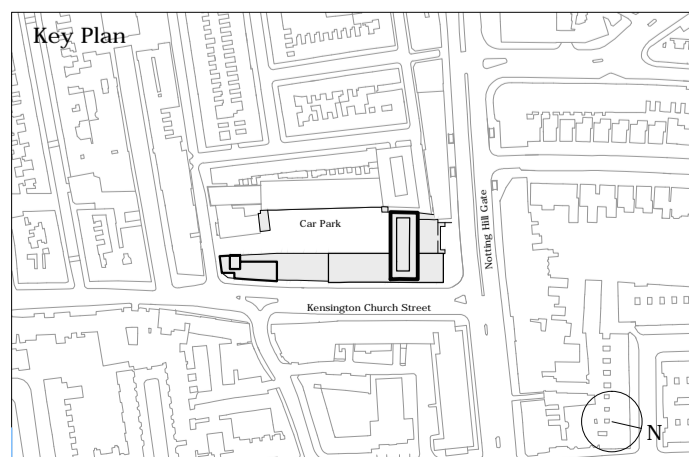 Key Plan
Car Park
Notting Hill Gate
Kensington Church Street
N